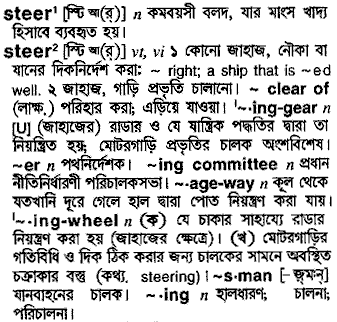 steer¹ [স্টিআ(র্)] n কমবয়সী বলদ, যার মাংস খাদ্য
হিসাবে ব্যবহৃত হয়।
steer² [স্টিআ(র্)] vt, vi ১ কোনো জাহাজ, নৌকা বা
যানের দিকনির্দেশ করা: ~ right; a ship that is ~ed
well. ২ জাহাজ, গাড়ি প্রভৃতি চালানো। ~ clear of
(লাক্ষ.) পরিহার করা; এড়িয়ে যাওয়া। '~·ing-gear n
[U] (জাহাজের) রাডার ও যে যান্ত্রিক পদ্ধতির দ্বারা তা
নিয়ন্ত্রিত হয়; মোটরগাড়ি প্রভৃতির চালক অংশবিশেষ।
~er n পথনির্দেশক। ~ing committee n প্রধান
নীতিনির্ধারণী পরিচালকসভা। ~·age-way n কূল থেকে
যতখানি দূরে গেলে হাল দ্বারা পোত নিয়ন্ত্রণ করা যায়।
'~·ing-wheel n (ক) যে চাকার সাহায্যে রাডার
নিয়ন্ত্রণ করা হয় (জাহাজের ক্ষেত্রে)। (খ) মোটরগাড়ির
গতিবিধি ও দিক ঠিক করার জন্য চালকের সামনে অবস্থিত
চক্রাকার বস্তু (কথ্য. steering)। ~s·man [-জ়্‌মান্]
যানবাহনের চালক। ~·ing n হালধারণ; চালনা;
পরিচালনা।